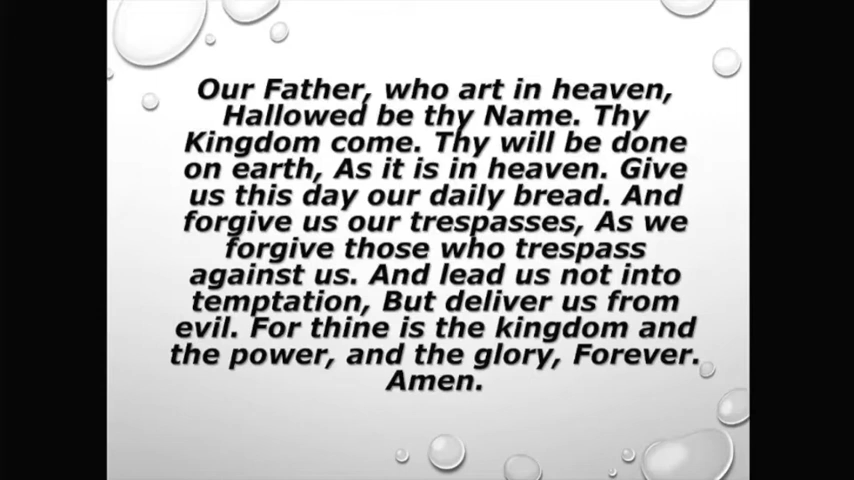 Our Father, who art in heaven,
Hallowed be thy Name. Thy
Kingdom come. Thy will be done
on earth, As it is in heaven. Give
us this day our daily bread. And
forgive us our trespasses, As we
forgive those who trespass
against us. And lead us not into
temptation, But deliver us from
evil. For thine is the kingdom and
the power, and the glory, Forever.
Amen.